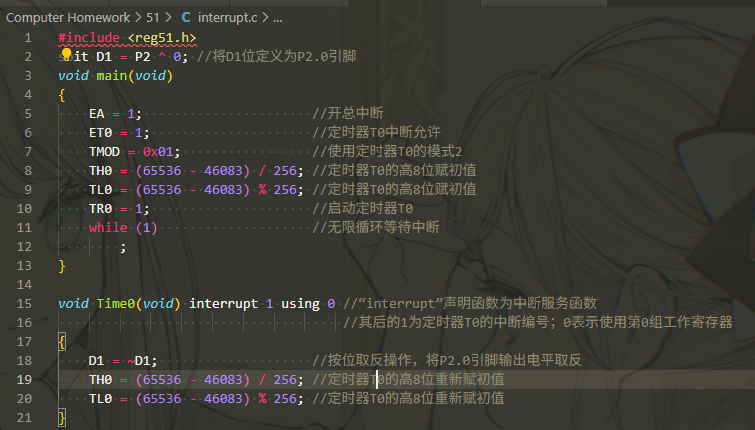 Computer Homework > 51 > C interrupt.c > ...
1 #include <reg51.h>
2 s it D1 = P2 ^ 0; //将D1位定义为P2.0引脚
3 void main(void)
4 {
5 EA = 1; //开总中断
6 ET0 = 1; //定时器T0中断允许
7 TMOD = 0x01; //使用定时器T0的模式2
8 TH0 = (65536 - 46083) / 256; //定时器T0的高8位赋初值
9 TL0 = (65536 - 46083) % 256; //定时器T0的高8位赋初值
10 TR0 = 1; //启动定时器T0
11 while (1) //无限循环等待中断
12 ;
13 }
14
15 void Time0(void) interrupt 1 using 0 //“interrupt”声明函数为中断服务函数
16 //其后的1为定时器T0的中断编号；0表示使用第0组工作寄存器
17 {
18 D1 = ~D1; //按位取反操作，将P2.0引脚输出电平取反
19 TH0 = (65536 - 46083) / 256; //定时器T0的高8位重新赋初值
20 TL0 = (65536 - 46083) % 256; //定时器T0的高8位重新赋初值
21 }